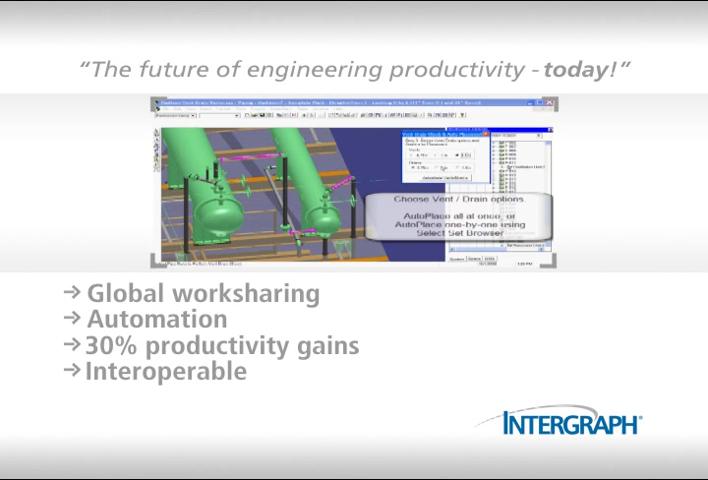 “The future of engineering productivity - today!”
Choose Vent / Drain options.
AutoPlace all at once, or
AutoPlace one-by-one using
Select Set Browser
→ Global worksharing
→ Automation
→ 30% productivity gains
→ Interoperable
INTERGRAPH®